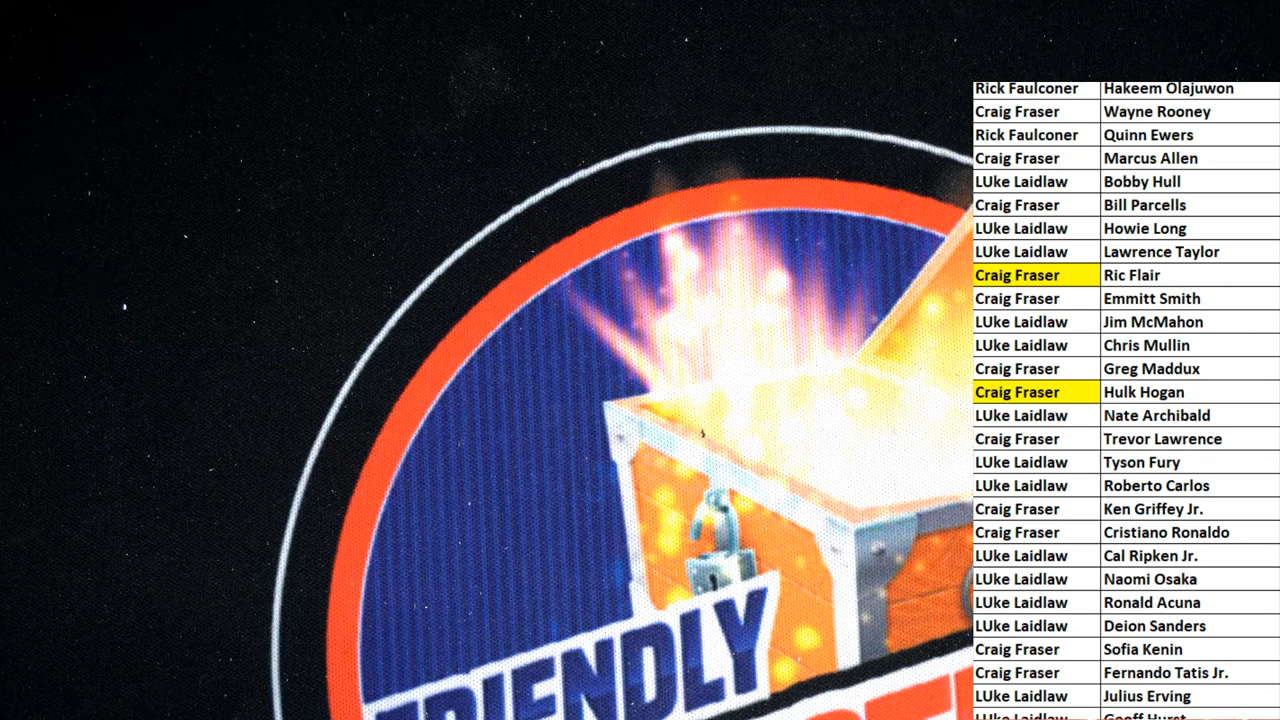 Rick Faulconer Hakeem Olajuwon
Craig Fraser Wayne Rooney
Rick Faulconer Quinn Ewers
Craig Fraser Marcus Allen
LUke Laidlaw Bobby Hull
Craig Fraser Bill Parcells
LUke Laidlaw Howie Long
LUke Laidlaw Lawrence Taylor
Craig Fraser Ric Flair
Craig Fraser Emmitt Smith
LUke Laidlaw Jim McMahon
LUke Laidlaw Chris Mullin
Craig Fraser Greg Maddux
Craig Fraser Hulk Hogan
LUke Laidlaw Nate Archibald
Craig Fraser Trevor Lawrence
LUke Laidlaw Tyson Fury
LUke Laidlaw Roberto Carlos
Craig Fraser Ken Griffey Jr.
Craig Fraser Cristiano Ronaldo
LUke Laidlaw Cal Ripken Jr.
LUke Laidlaw Naomi Osaka
LUke Laidlaw Ronald Acuna
LUke Laidlaw Deion Sanders
Craig Fraser Sofia Kenin
Craig Fraser Fernando Tatis Jr.
LUke Laidlaw Julius Erving
LUke Laidlaw Geoff Hurst
FRIENDLY